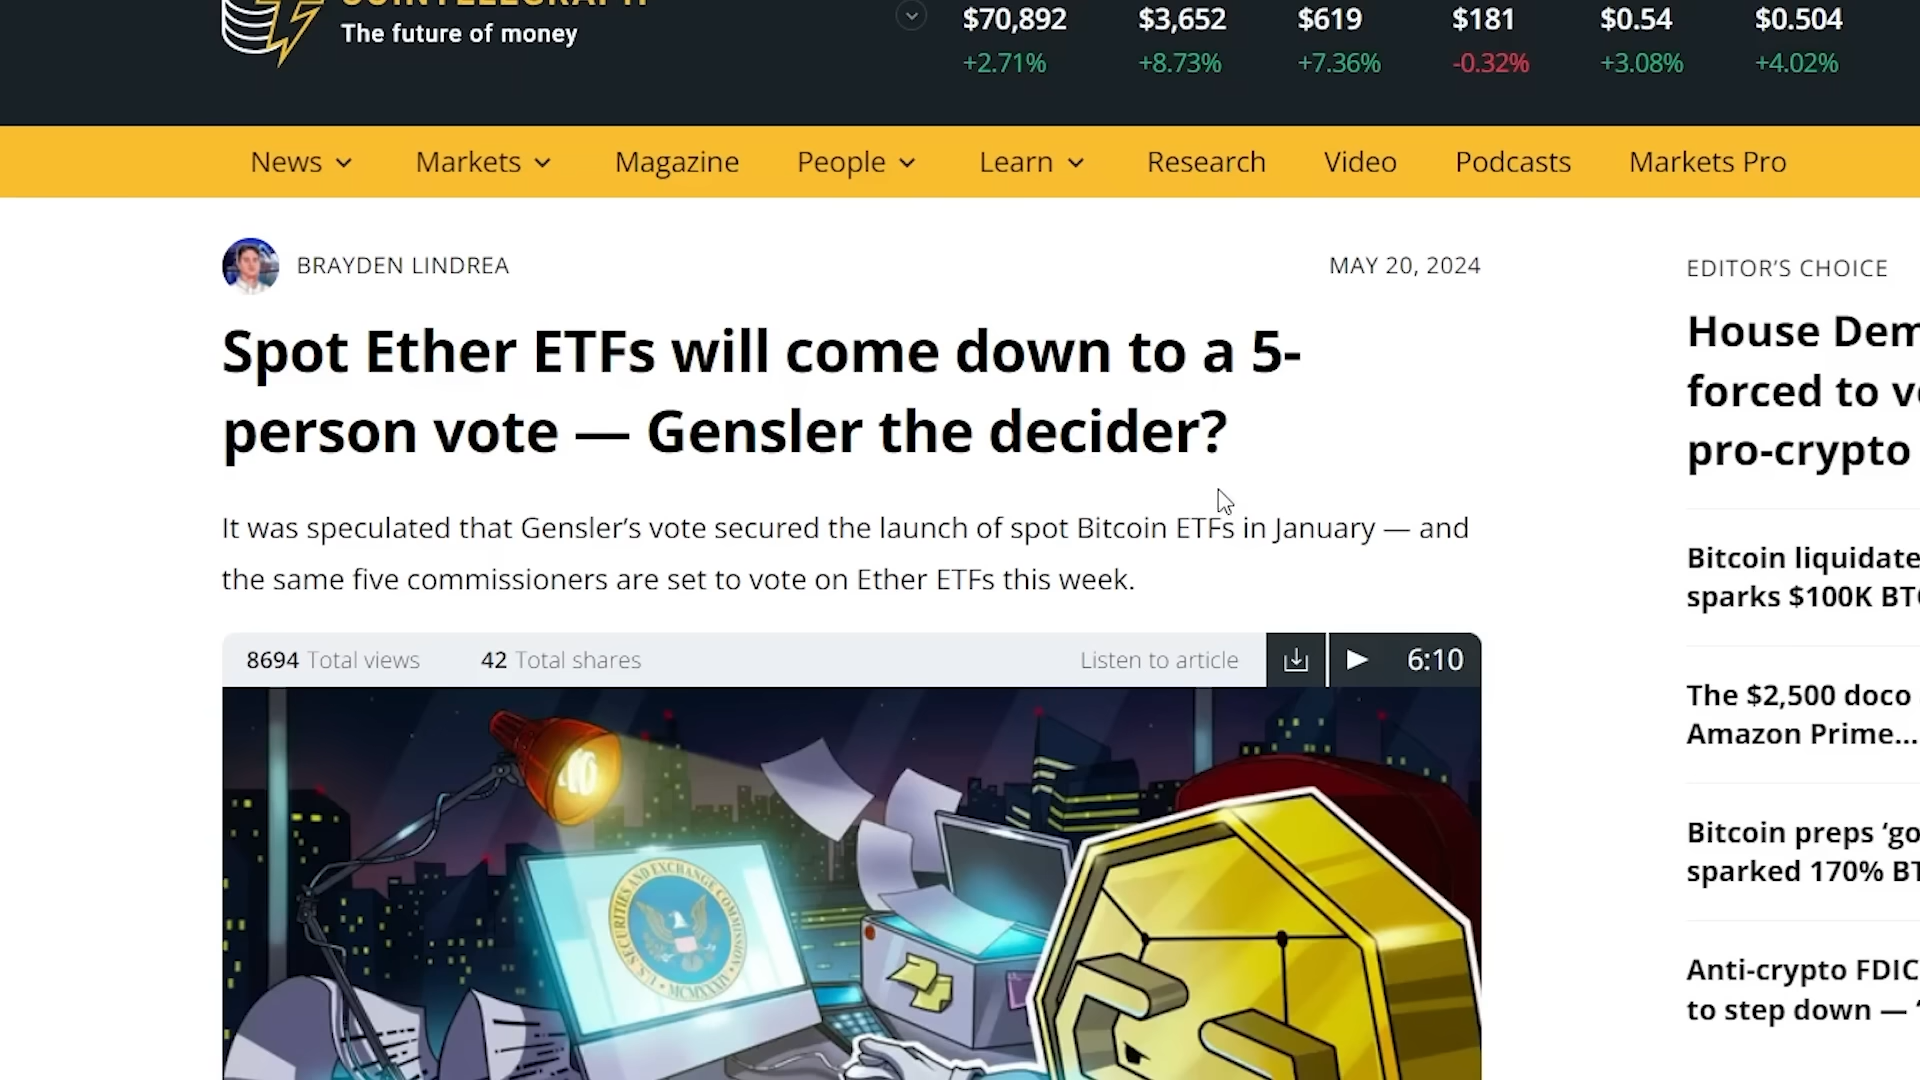 COINTELEGRAPH
The future of money
$70,892 $3,652 $619 $181 $0.54 $0.504
+2.71% +8.73% +7.36% -0.32% +3.08% +4.02%
News Markets Magazine People Learn Research Video Podcasts Markets Pro
BRAYDEN LINDREA
MAY 20, 2024
Spot Ether ETFs will come down to a 5-
person vote — Gensler the decider?
It was speculated that Gensler’s vote secured the launch of spot Bitcoin ETFs in January — and
the same five commissioners are set to vote on Ether ETFs this week.
8694 Total views 42 Total shares Listen to article 6:10
U.S. SECURITIES AND EXCHANGE COMMISSION
MCMXXXIV
EDITOR’S CHOICE
House Dem
forced to v
pro-crypto
Bitcoin liquidate
sparks $100K BT
The $2,500 doco
Amazon Prime...
Bitcoin preps ‘go
sparked 170% BT
Anti-crypto FDIC
to step down — ‘